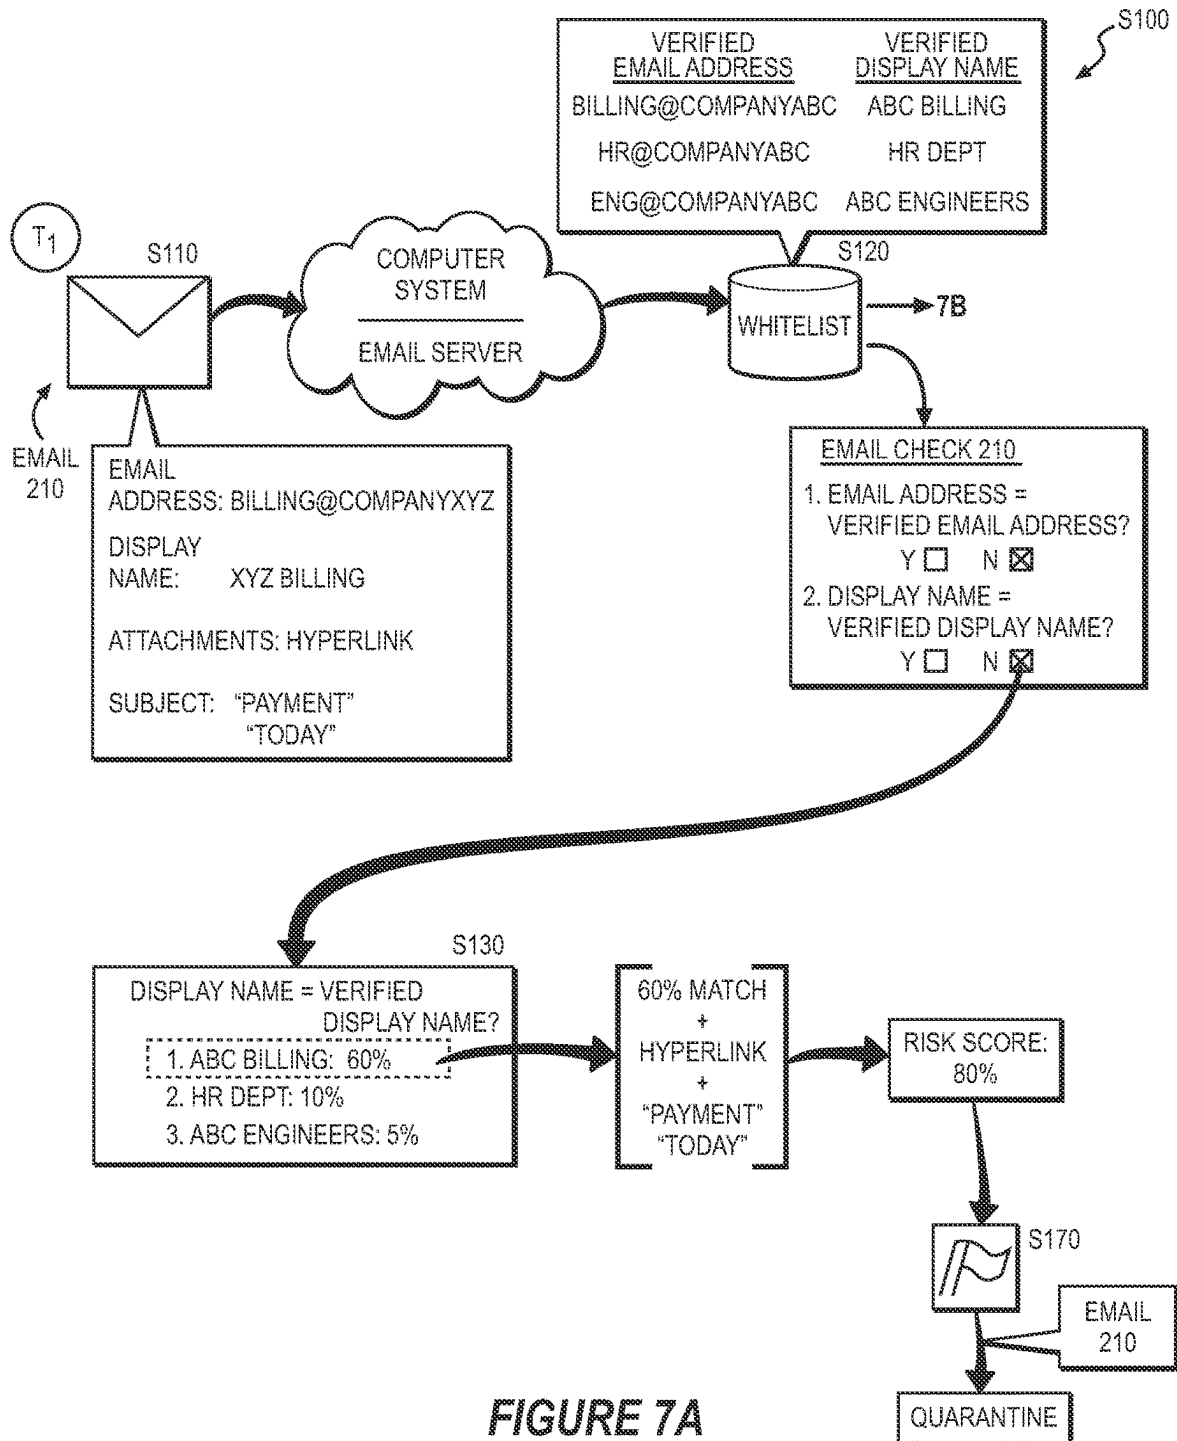 S100
VERIFIED EMAIL ADDRESS VERIFIED DISPLAY NAME
BILLING@COMPANYABC ABC BILLING
HR@COMPANYABC HR DEPT
ENG@COMPANYABC ABC ENGINEERS
T1
S110
COMPUTER
SYSTEM
EMAIL SERVER
S120
WHITELIST
7B
EMAIL
210
EMAIL
ADDRESS: BILLING@COMPANYXYZ
DISPLAY
NAME: XYZ BILLING
ATTACHMENTS: HYPERLINK
SUBJECT: “PAYMENT”
“TODAY”
EMAIL CHECK 210
1. EMAIL ADDRESS =
VERIFIED EMAIL ADDRESS?
Y N
2. DISPLAY NAME =
VERIFIED DISPLAY NAME?
Y N
S130
DISPLAY NAME = VERIFIED
DISPLAY NAME?
1. ABC BILLING: 60%
2. HR DEPT: 10%
3. ABC ENGINEERS: 5%
60% MATCH
+
HYPERLINK
+
“PAYMENT”
“TODAY”
RISK SCORE:
80%
S170
EMAIL
210
QUARANTINE
FIGURE 7A